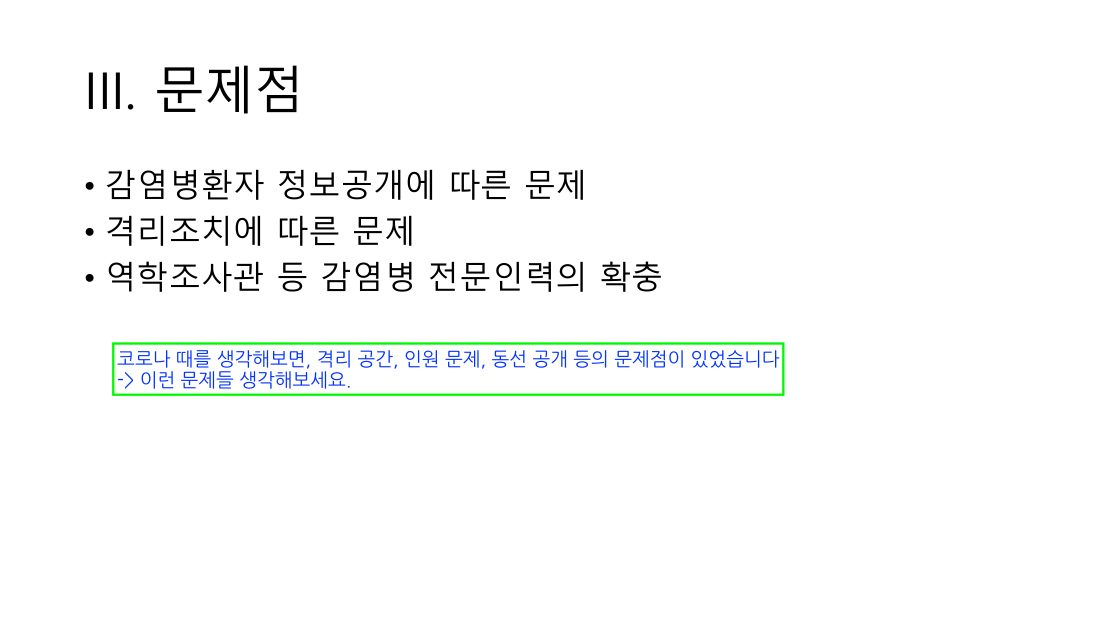 III. 문제점
• 감염병환자 정보공개에 따른 문제
• 격리조치에 따른 문제
• 역학조사관 등 감염병 전문인력의 확충
코로나 때를 생각해보면, 격리 공간, 인원 문제, 동선 공개 등의 문제점이 있었습니다
-> 이런 문제들 생각해보세요.